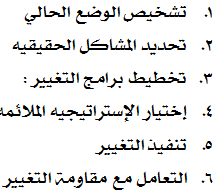 ١. تشخيص الوضع الحالي
٢. تحديد المشاكل الحقيقيه
٣. تخطيط برامج التغيير :
٤. إختيار الإستراتيجيه الملائمه
٥. تنفيذ التغيير
٦. التعامل مع مقاومة التغيير